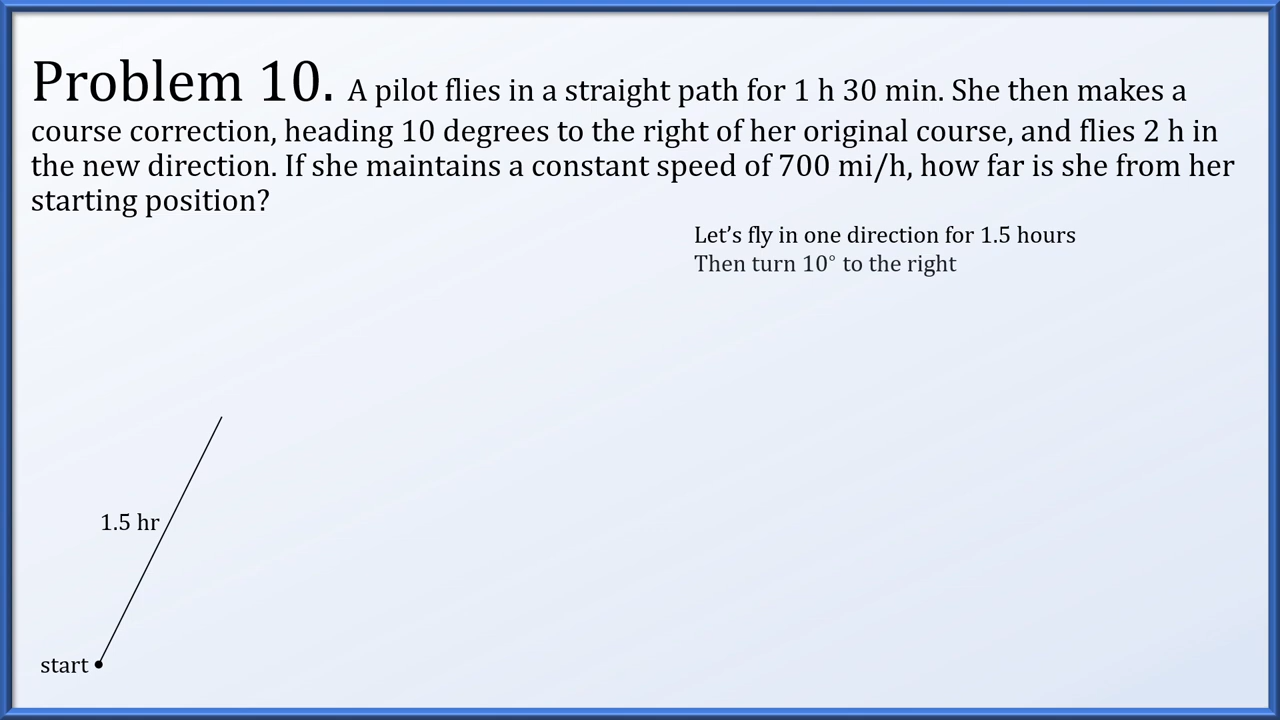 Problem 10. A pilot flies in a straight path for 1 h 30 min. She then makes a
course correction, heading 10 degrees to the right of her original course, and flies 2 h in
the new direction. If she maintains a constant speed of 700 mi/h, how far is she from her
starting position?
Let’s fly in one direction for 1.5 hours
Then turn 10° to the right
1.5 hr
start